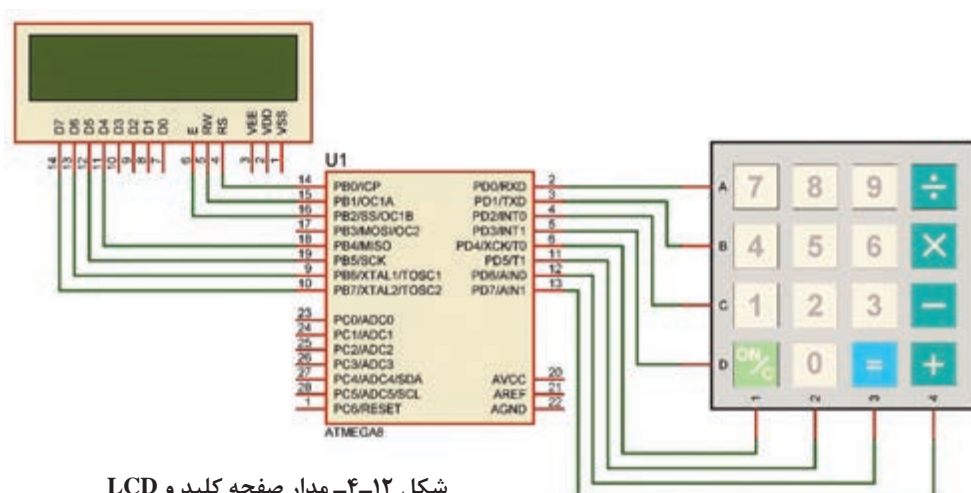 D7 D6 D5 D4 D3 D2 D1 D0 E RW RS VEE VDD VSS
14 13 12 11 10 9 8 7 6 5 4 3 2 1
U1
14 PB0/ICP PD0/RXD 2
15 PB1/OC1A PD1/TXD 3
16 PB2/SS/OC1B PD2/INT0 4
17 PB3/MOSI/OC2 PD3/INT1 5
18 PB4/MISO PD4/XCK/T0 6
19 PB5/SCK PD5/T1 11
9 PB6/XTAL1/TOSC1 PD6/AIN0 12
10 PB7/XTAL2/TOSC2 PD7/AIN1 13
23 PC0/ADC0
24 PC1/ADC1
25 PC2/ADC2
26 PC3/ADC3
27 PC4/ADC4/SDA AVCC 20
28 PC5/ADC5/SCL AREF 21
1 PC6/RESET AGND 22
ATMEGA8
A 7 8 9 ÷
B 4 5 6 ×
C 1 2 3 −
D ON/C 0 = +
1 2 3 4
شکل ۱۲–۴– مدار صفحه کلید و LCD